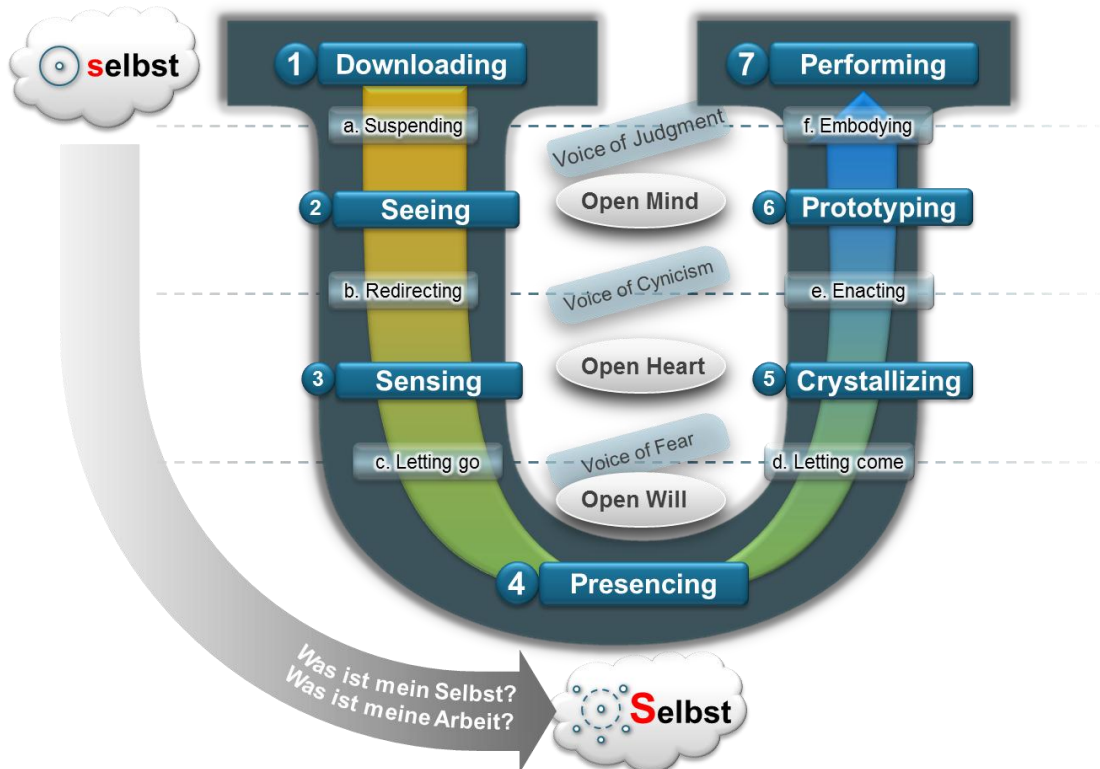 selbst
1 Downloading
7 Performing
a. Suspending
Voice of Judgment
f. Embodying
2 Seeing
Open Mind
6 Prototyping
b. Redirecting
Voice of Cynicism
e. Enacting
3 Sensing
Open Heart
5 Crystallizing
c. Letting go
Voice of Fear
d. Letting come
Open Will
4 Presencing
Was ist mein Selbst?
Was ist meine Arbeit?
Selbst